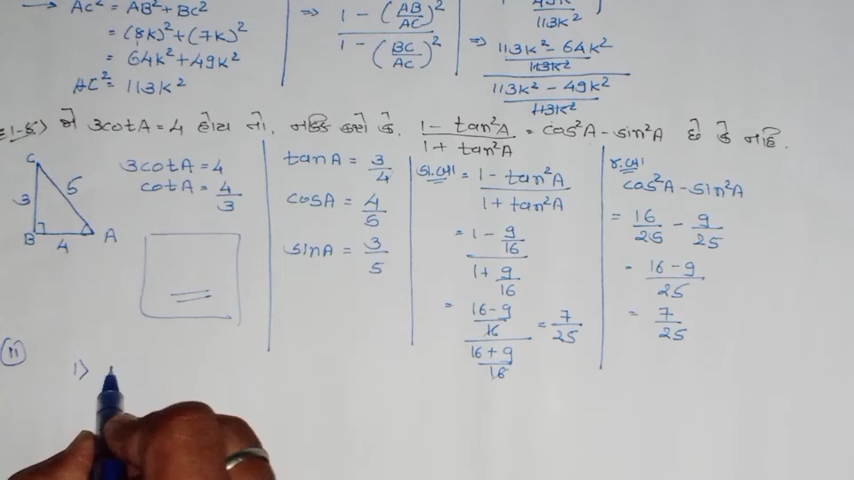 → AC² = AB² + BC²
= (8k)² + (7k)²
= 64k² + 49k²
AC² = 113k²
⇒ 1 - (AB/AC)²
1 - (BC/AC)²
113k²
⇒ 113k² - 64k²
113k²
113k² - 49k²
113k²
જો 3cotA = 4 હોય તો, નક્કિ કરો કે, (1 - tan²A)/(1 + tan²A) = cos²A - sin²A છે કે નહિ.
C
3
5
B
4
A
3cotA = 4
cotA = 4/3
tanA = 3/4
cosA = 4/5
sinA = 3/5
ડા.બા = (1 - tan²A)/(1 + tan²A)
= (1 - 9/16)/(1 + 9/16)
= ((16-9)/16)/((16+9)/16) = 7/25
જ.બા
cos²A - sin²A
= 16/25 - 9/25
= (16-9)/25
= 7/25
11
1>